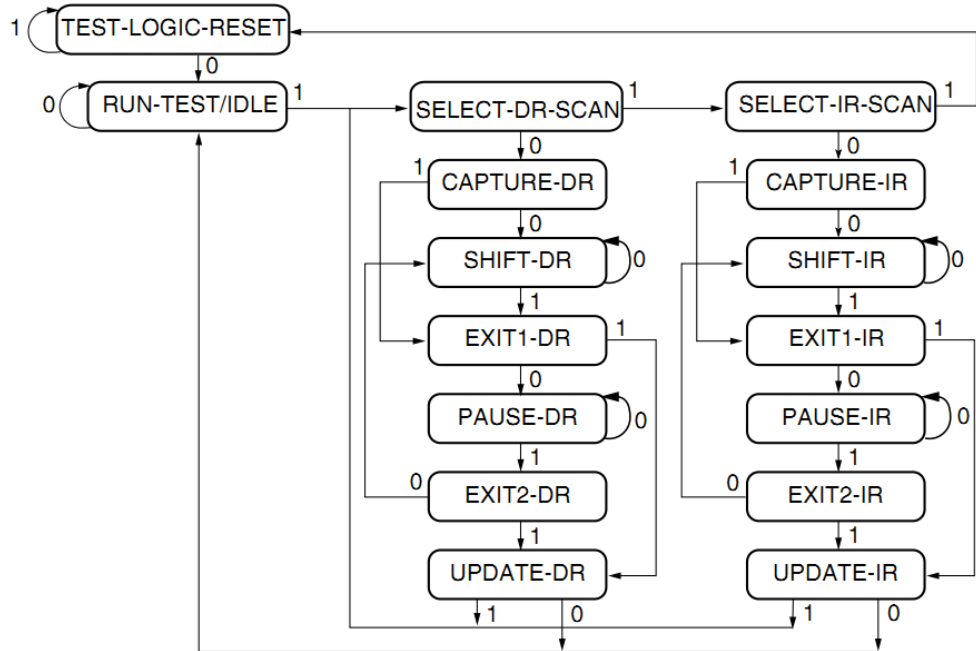 TEST-LOGIC-RESET
1
0
RUN-TEST/IDLE
0
1
SELECT-DR-SCAN
1
0
CAPTURE-DR
1
0
SHIFT-DR
0
1
EXIT1-DR
1
0
PAUSE-DR
0
1
EXIT2-DR
0
1
UPDATE-DR
1
0
SELECT-IR-SCAN
1
0
CAPTURE-IR
1
0
SHIFT-IR
0
1
EXIT1-IR
1
0
PAUSE-IR
0
1
EXIT2-IR
0
1
UPDATE-IR
1
0